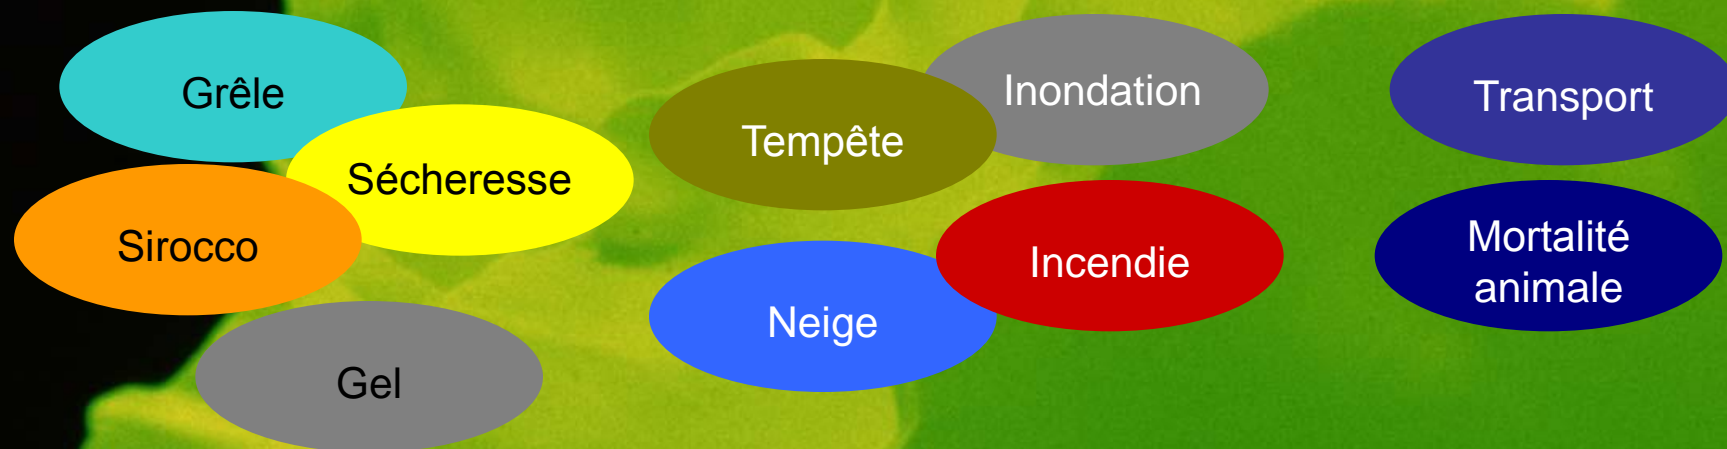 Grêle
Sécheresse
Sirocco
Gel
Tempête
Neige
Inondation
Incendie
Transport
Mortalité
animale